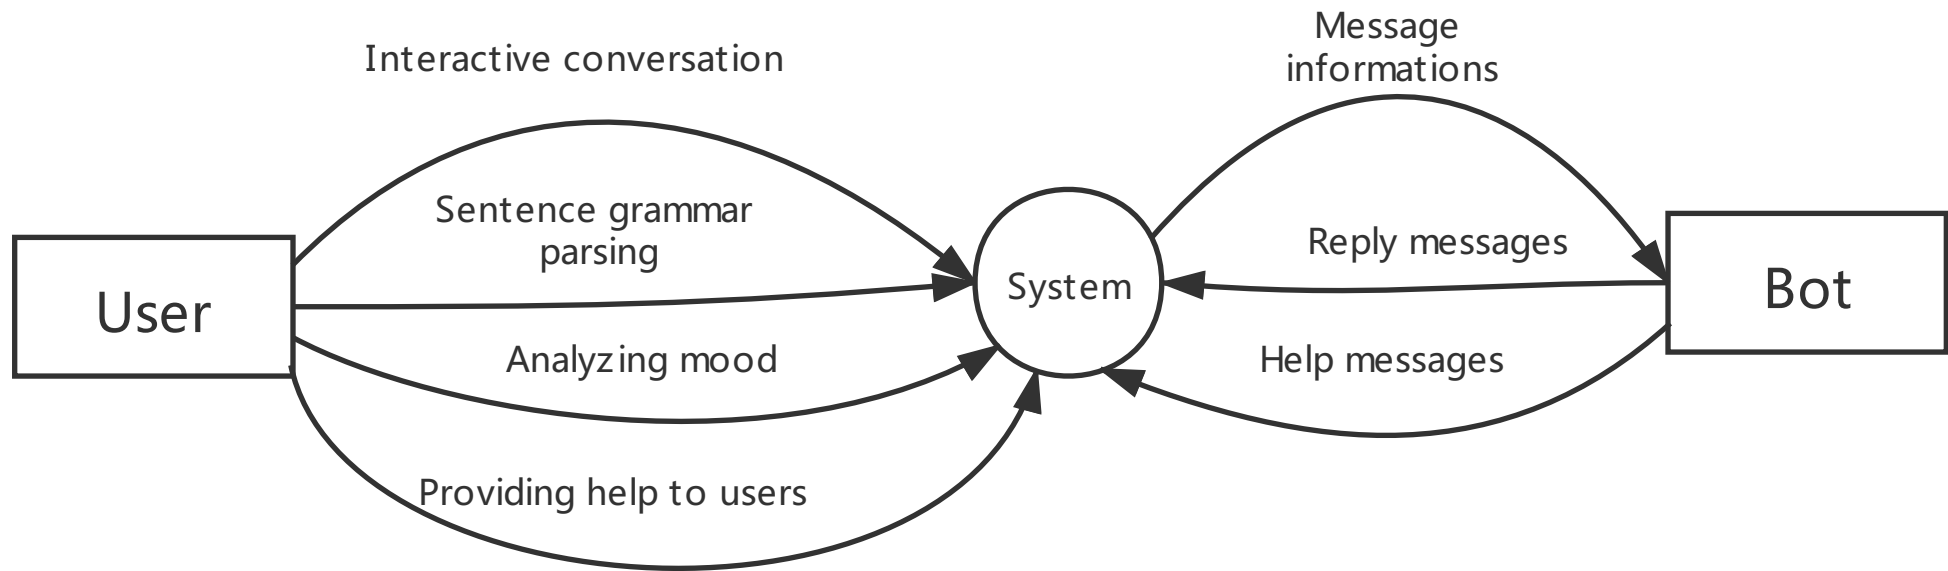 Interactive conversation
Message
informations
Sentence grammar
parsing
Reply messages
User
System
Bot
Analyzing mood
Help messages
Providing help to users